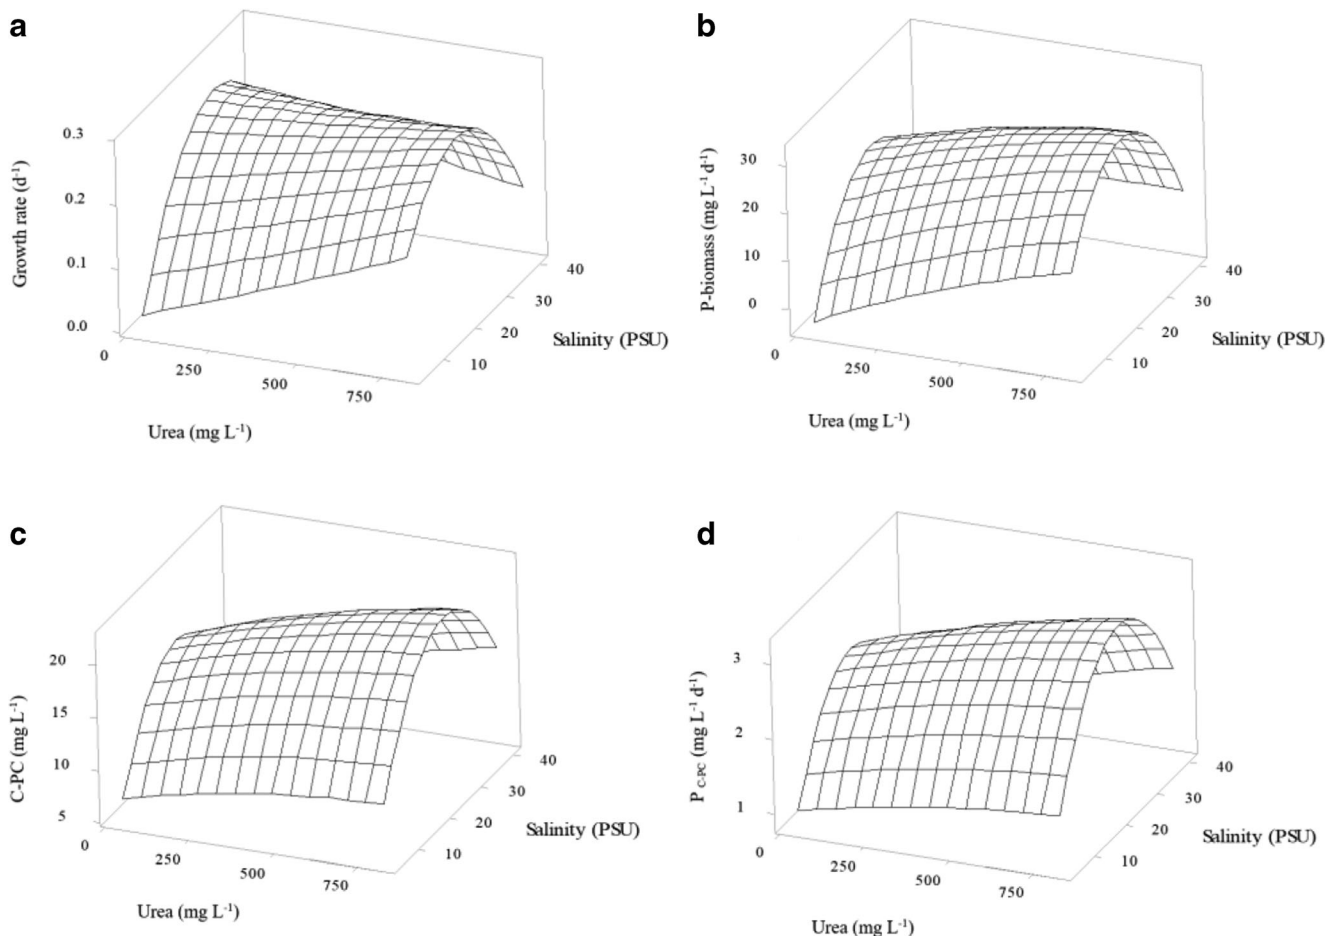 a
0.3
0.2
0.1
0.0
Growth rate (d-1)
0
250
500
750
Urea (mg L-1)
10
20
30
40
Salinity (PSU)
b
30
20
10
0
P-biomass (mg L-1 d-1)
0
250
500
750
Urea (mg L-1)
10
20
30
40
Salinity (PSU)
c
20
15
10
5
C-PC (mg L-1)
0
250
500
750
Urea (mg L-1)
10
20
30
40
Salinity (PSU)
d
3
2
1
P C-PC (mg L-1 d-1)
0
250
500
750
Urea (mg L-1)
10
20
30
40
Salinity (PSU)